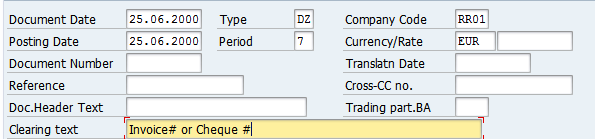 Document Date 25.06.2000 Type DZ Company Code RR01
Posting Date 25.06.2000 Period 7 Currency/Rate EUR
Document Number Translatn Date
Reference Cross-CC no.
Doc.Header Text Trading part.BA
Clearing text Invoice# or Cheque #